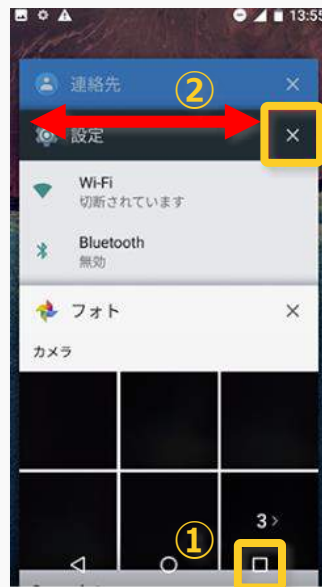 13:55
連絡先
②
設定
Wi-Fi
切断されています
Bluetooth
無効
フォト
カメラ
3 >
①